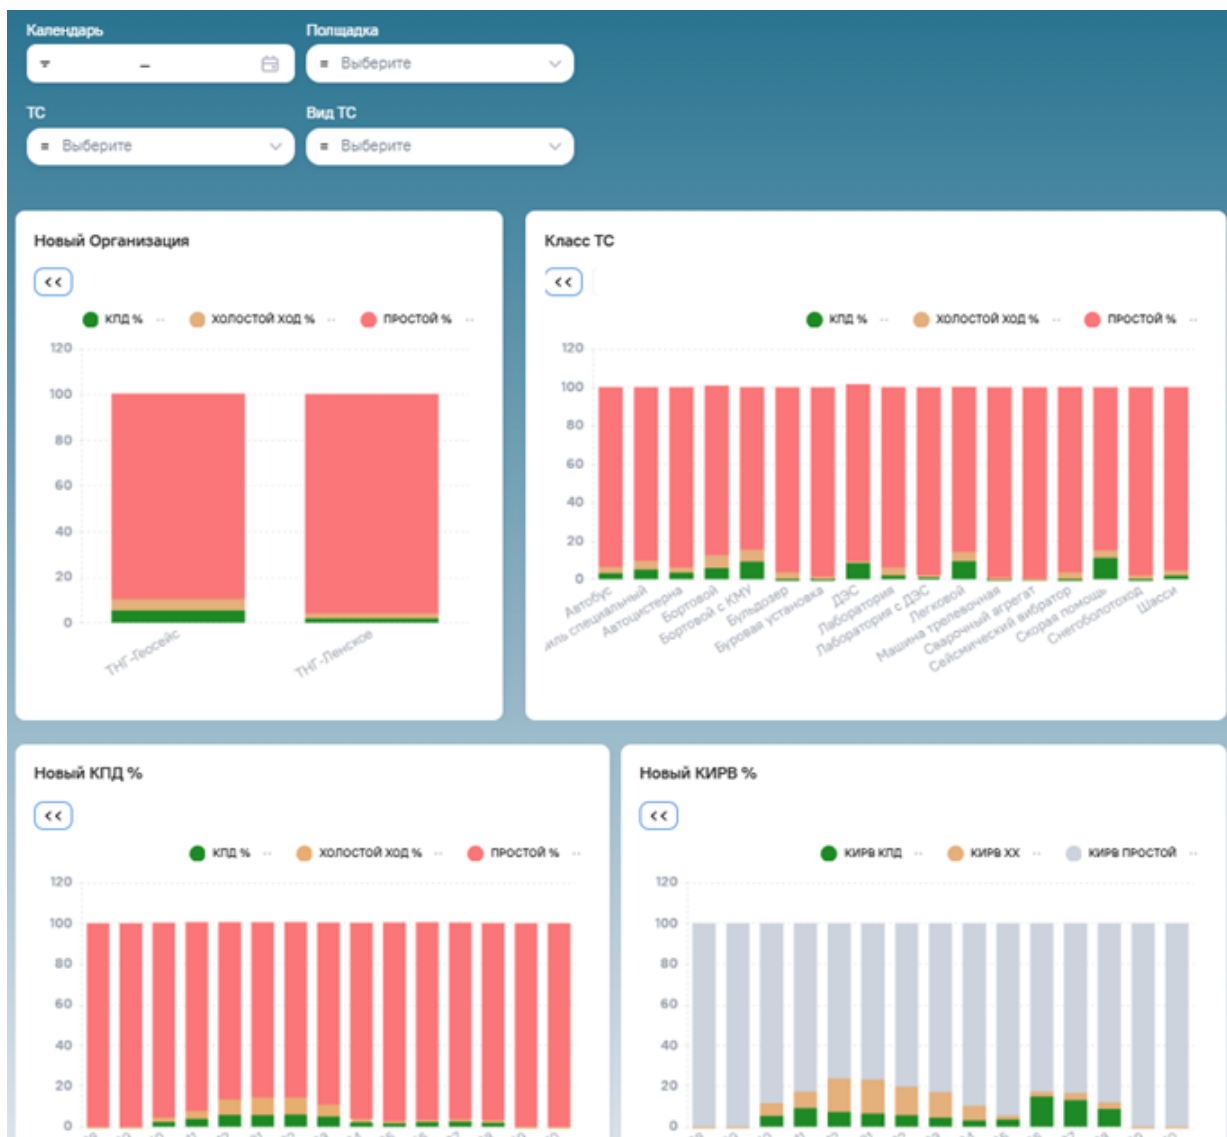 Календарь
Полщадка
–
= Выберите
ТС
Вид ТС
= Выберите
= Выберите
Новый Организация
<<
КПД % --
ХОЛОСТОЙ ХОД % --
ПРОСТОЙ % --
120
100
80
60
40
20
0
ТНГ-Геосейс
ТНГ-Ленское
Класс ТС
<<
КПД % --
ХОЛОСТОЙ ХОД % --
ПРОСТОЙ % --
120
100
80
60
40
20
0
Автобус
иль специальный
Автоцистерна
Бортовой
Бортовой с КМУ
Бульдозер
Буровая установка
ДЭС
Лаборатория
Лаборатория с ДЭС
Легковой
Машина трелевочная
Сварочный агрегат
Сейсмический вибратор
Скорая помощь
Снегоболотоход
Шасси
Новый КПД %
<<
КПД % --
ХОЛОСТОЙ ХОД % --
ПРОСТОЙ % --
120
100
80
60
40
20
0
Новый КИРВ %
<<
КИРВ КПД --
КИРВ ХХ --
КИРВ ПРОСТОЙ --
120
100
80
60
40
20
0